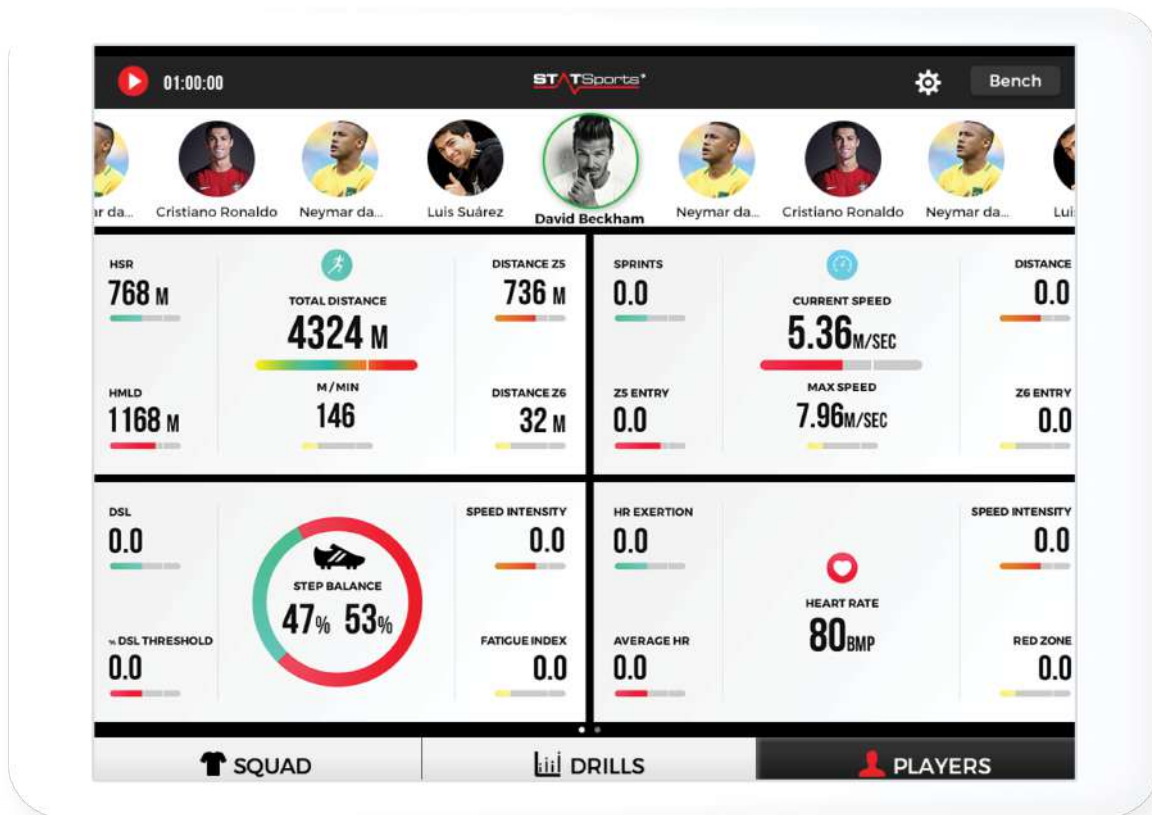 01:00:00
STATSports
Bench
ar da...
Cristiano Ronaldo
Neymar da...
Luis Suárez
David Beckham
Neymar da...
Cristiano Ronaldo
Neymar da...
Lui
HSR
768 M
HMLD
1168 M
TOTAL DISTANCE
4324 M
M/MIN
146
DISTANCE Z5
736 M
DISTANCE Z6
32 M
SPRINTS
0.0
Z5 ENTRY
0.0
CURRENT SPEED
5.36M/SEC
MAX SPEED
7.96M/SEC
DISTANCE
0.0
Z6 ENTRY
0.0
DSL
0.0
% DSL THRESHOLD
0.0
STEP BALANCE
47% 53%
SPEED INTENSITY
0.0
FATIGUE INDEX
0.0
HR EXERTION
0.0
AVERAGE HR
0.0
HEART RATE
80BMP
SPEED INTENSITY
0.0
RED ZONE
0.0
SQUAD
DRILLS
PLAYERS